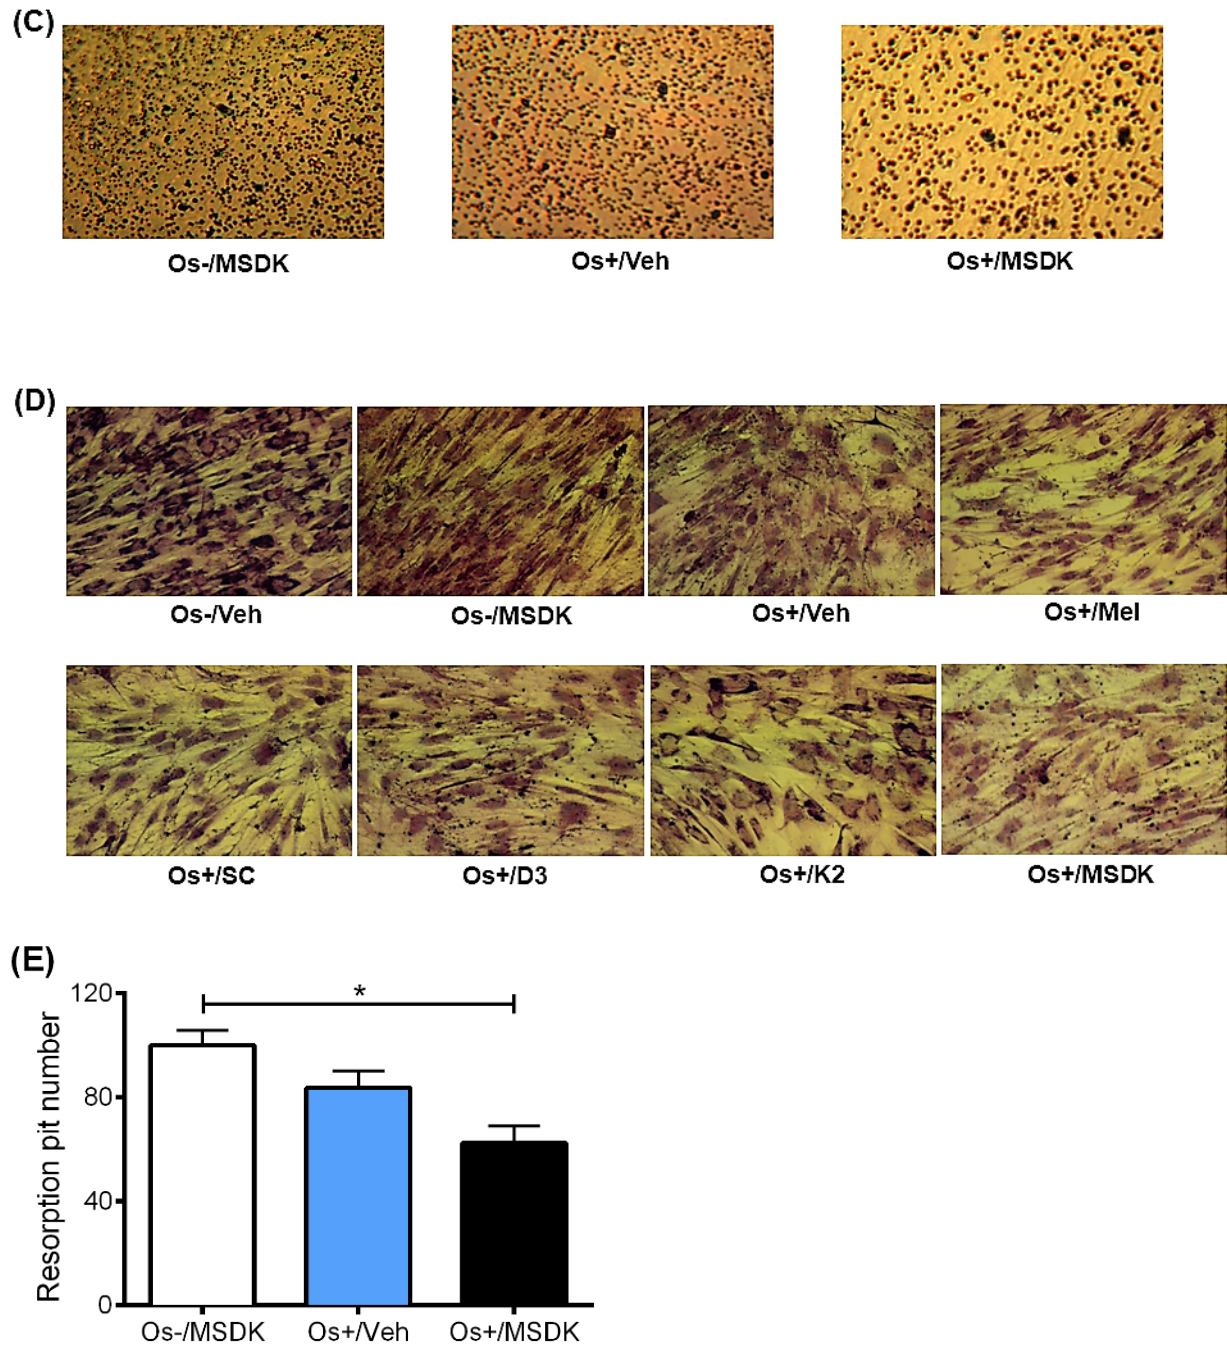 (C)
Os-/MSDK Os+/Veh Os+/MSDK
(D)
Os-/Veh Os-/MSDK Os+/Veh Os+/Mel
Os+/SC Os+/D3 Os+/K2 Os+/MSDK
(E)
Resorption pit number
120
*
80
40
0
Os-/MSDK Os+/Veh Os+/MSDK